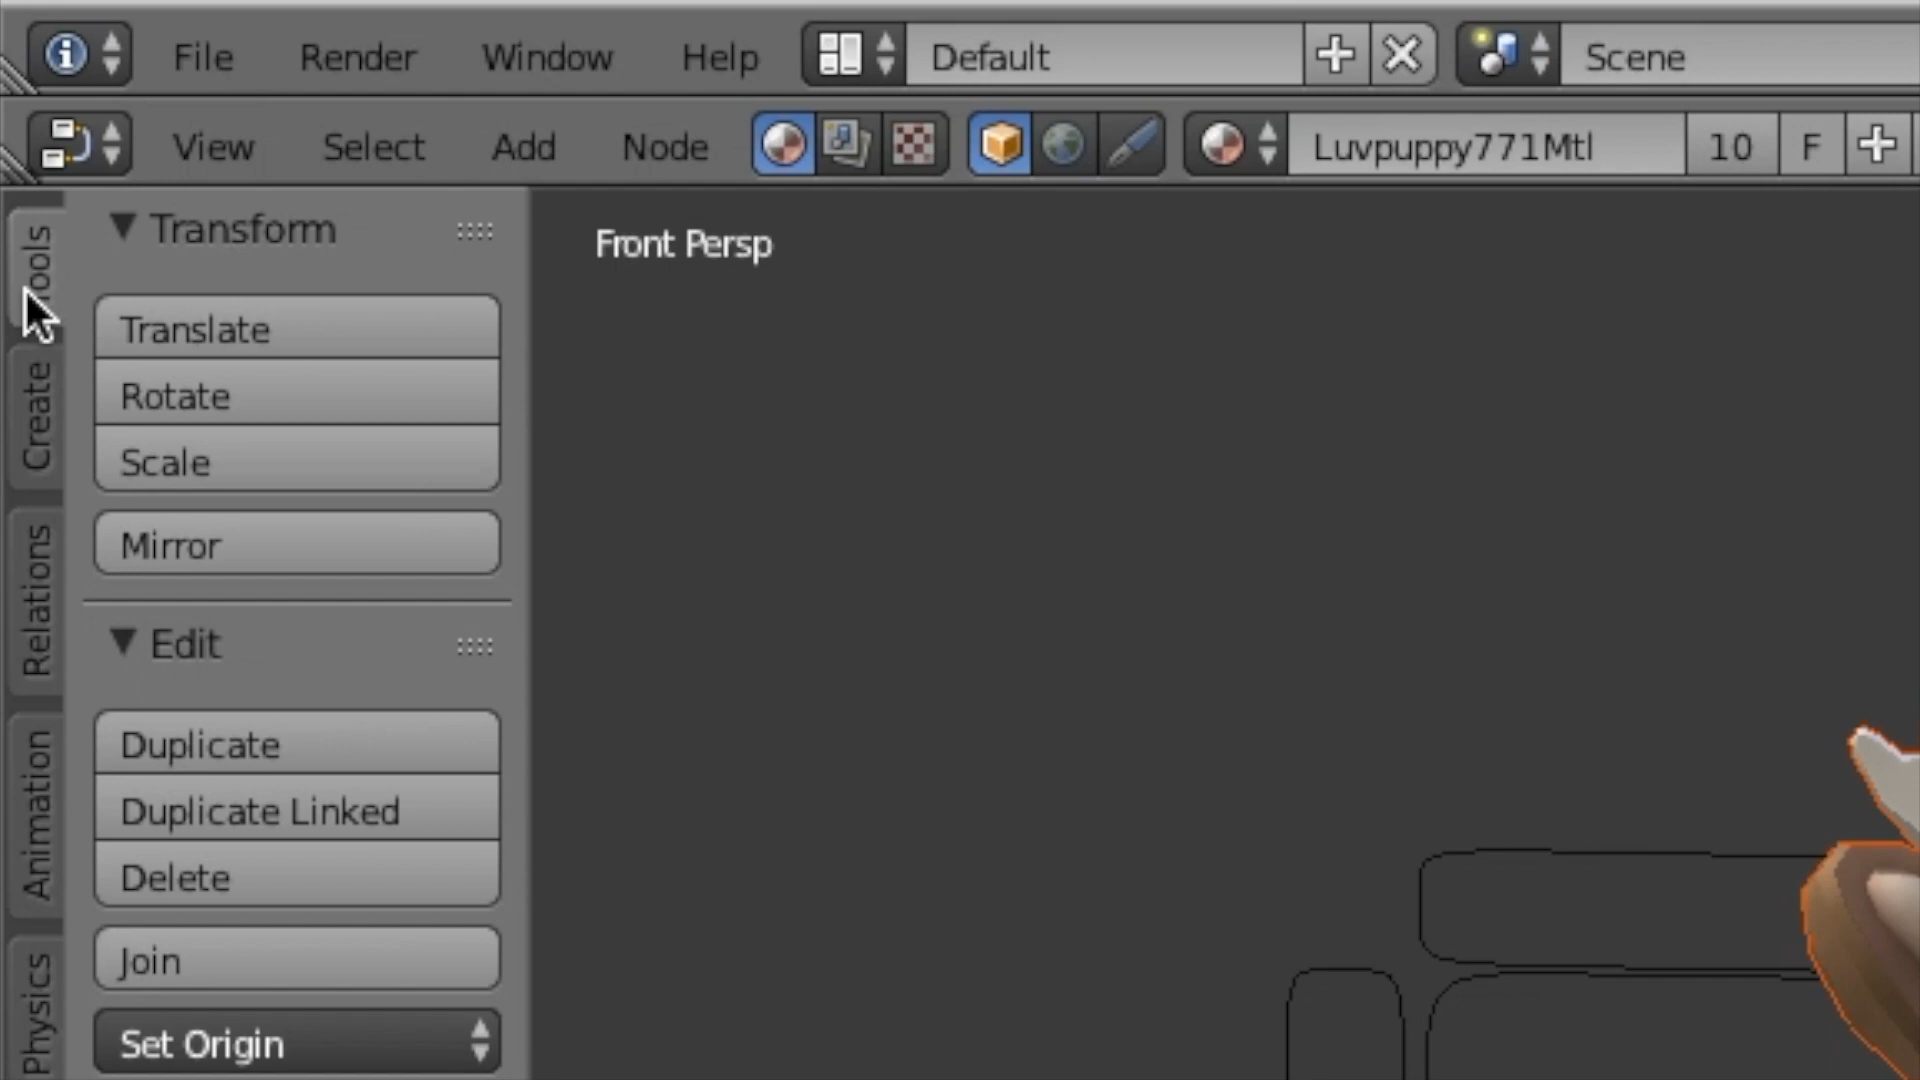 File Render Window Help Default Scene
View Select Add Node Luvpuppy771Mtl 10 F
Transform
Front Persp
Translate
Rotate
Scale
Mirror
Edit
Duplicate
Duplicate Linked
Delete
Join
Set Origin
Tools
Create
Relations
Animation
Physics